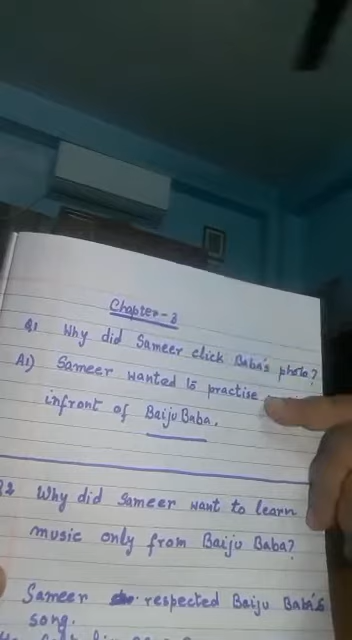 Chapter-3
Q1 Why did Sameer click Baba's photo?
A1) Sameer wanted to practise
infront of Baiju Baba.
Q2 Why did Sameer want to learn
music only from Baiju Baba?
Sameer respected Baiju Baba's
song.